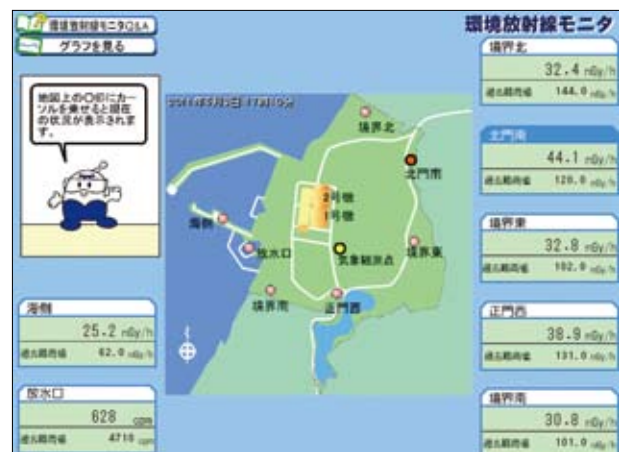 環境放射線モニタQ&A
グラフを見る
環境放射線モニタ
地図上の○印にカー
ソルを乗せると現在
の状況が表示されま
す。
境界北
北門南
2号機
1号機
海側
放水口
気象観測点
境界東
境界南
正門西
境界北
32.4 nGy/h
過去最高値 144.0 nGy/h
北門南
44.1 nGy/h
過去最高値 120.0 nGy/h
境界東
32.8 nGy/h
過去最高値 102.0 nGy/h
正門西
38.9 nGy/h
過去最高値 131.0 nGy/h
境界南
30.8 nGy/h
過去最高値 101.0 nGy/h
海側
25.2 nGy/h
過去最高値 62.0 nGy/h
放水口
628 cpm
過去最高値 4710 cpm